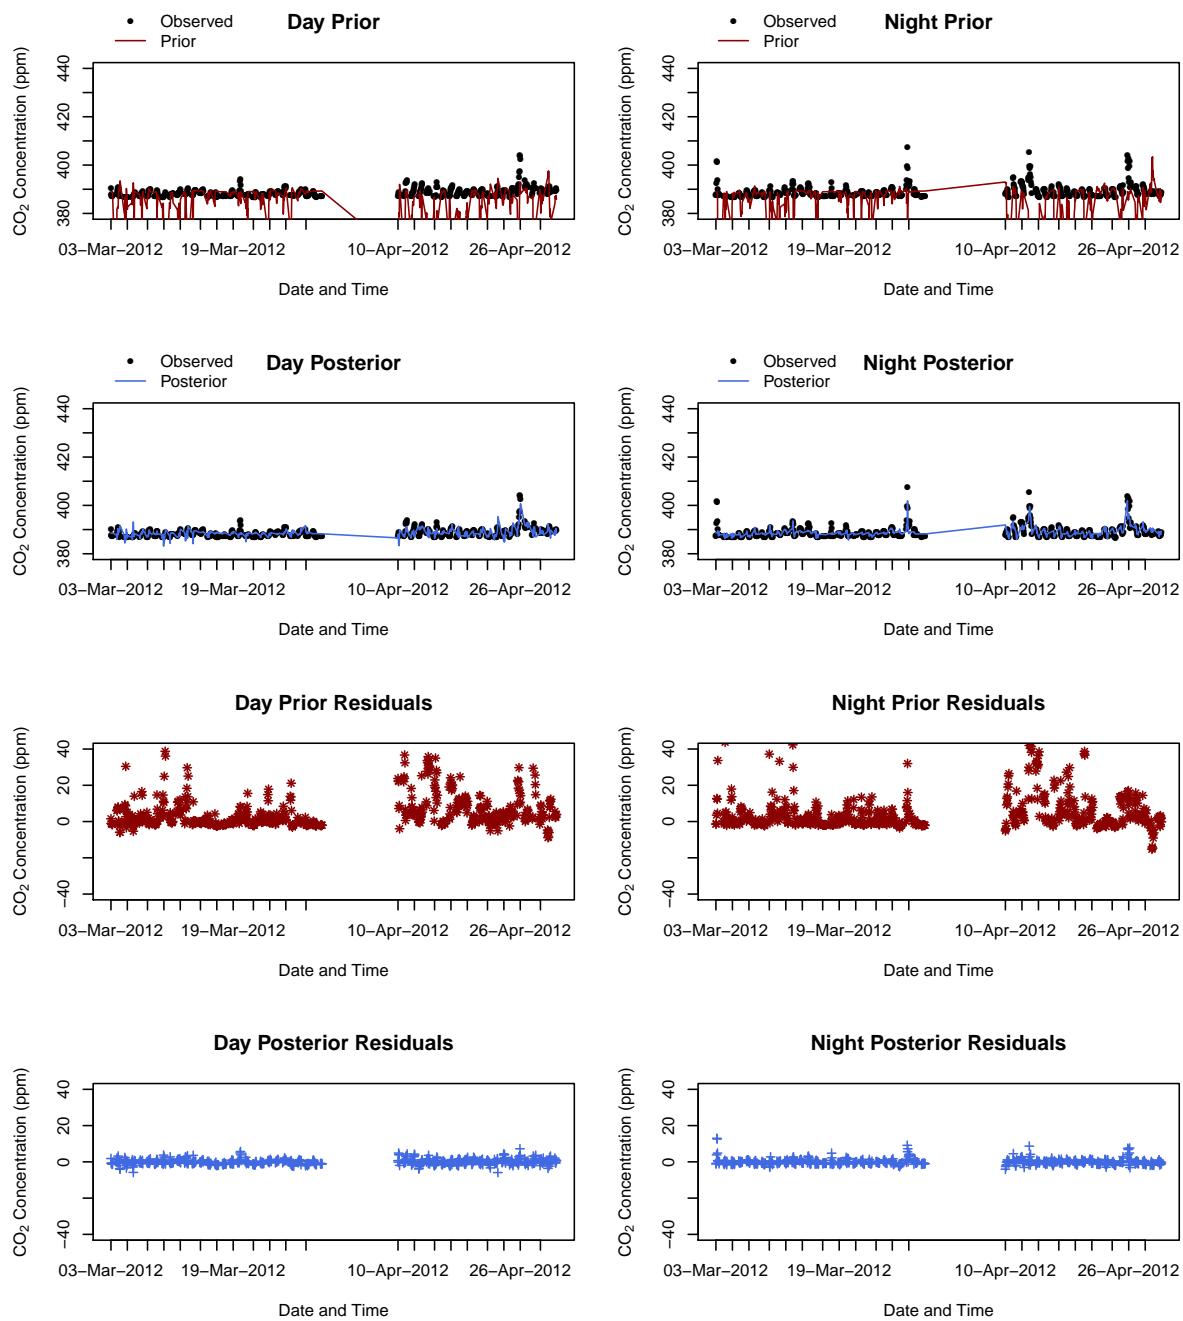 Observed
Prior
Day Prior
CO₂ Concentration (ppm)
380 400 420 440
03−Mar−2012 19−Mar−2012 10−Apr−2012 26−Apr−2012
Date and Time
Observed
Prior
Night Prior
CO₂ Concentration (ppm)
380 400 420 440
03−Mar−2012 19−Mar−2012 10−Apr−2012 26−Apr−2012
Date and Time
Observed
Posterior
Day Posterior
CO₂ Concentration (ppm)
380 400 420 440
03−Mar−2012 19−Mar−2012 10−Apr−2012 26−Apr−2012
Date and Time
Observed
Posterior
Night Posterior
CO₂ Concentration (ppm)
380 400 420 440
03−Mar−2012 19−Mar−2012 10−Apr−2012 26−Apr−2012
Date and Time
Day Prior Residuals
CO₂ Concentration (ppm)
−40 0 20 40
03−Mar−2012 19−Mar−2012 10−Apr−2012 26−Apr−2012
Date and Time
Night Prior Residuals
CO₂ Concentration (ppm)
−40 0 20 40
03−Mar−2012 19−Mar−2012 10−Apr−2012 26−Apr−2012
Date and Time
Day Posterior Residuals
CO₂ Concentration (ppm)
−40 0 20 40
03−Mar−2012 19−Mar−2012 10−Apr−2012 26−Apr−2012
Date and Time
Night Posterior Residuals
CO₂ Concentration (ppm)
−40 0 20 40
03−Mar−2012 19−Mar−2012 10−Apr−2012 26−Apr−2012
Date and Time